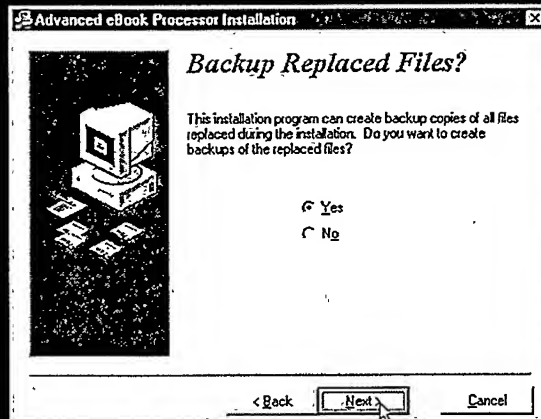 Advanced eBook Processor Installation
Backup Replaced Files?
This installation program can create backup copies of all files
replaced during the installation. Do you want to create
backups of the replaced files?
Yes
No
< Back Next > Cancel